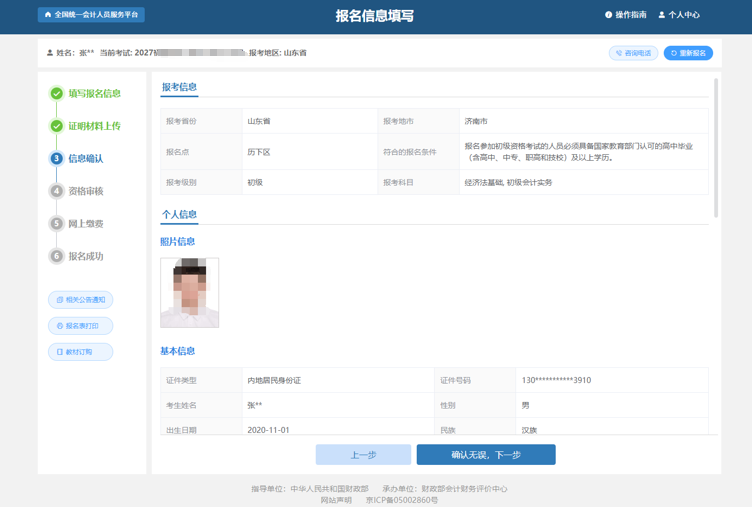 全国统一会计人员服务平台
报名信息填写
操作指南 个人中心
姓名：张** 当前考试: 2027 报考地区: 山东省
咨询电话 重新报名
填写报名信息
证明材料上传
3 信息确认
4 资格审核
5 网上缴费
6 报名成功
相关公告通知
报名表打印
教材订购
报考信息
报考省份 山东省 报考地市 济南市
报名点 历下区 符合的报名条件 报名参加初级资格考试的人员必须具备国家教育部门认可的高中毕业
（含高中、中专、职高和技校）及以上学历。
报考级别 初级 报考科目 经济法基础, 初级会计实务
个人信息
照片信息
基本信息
证件类型 内地居民身份证 证件号码 130***********3910
考生姓名 张** 性别 男
出生日期 2020-11-01 民族 汉族
上一步 确认无误，下一步
指导单位：中华人民共和国财政部 承办单位：财政部会计财务评价中心
网站声明 京ICP备05002860号